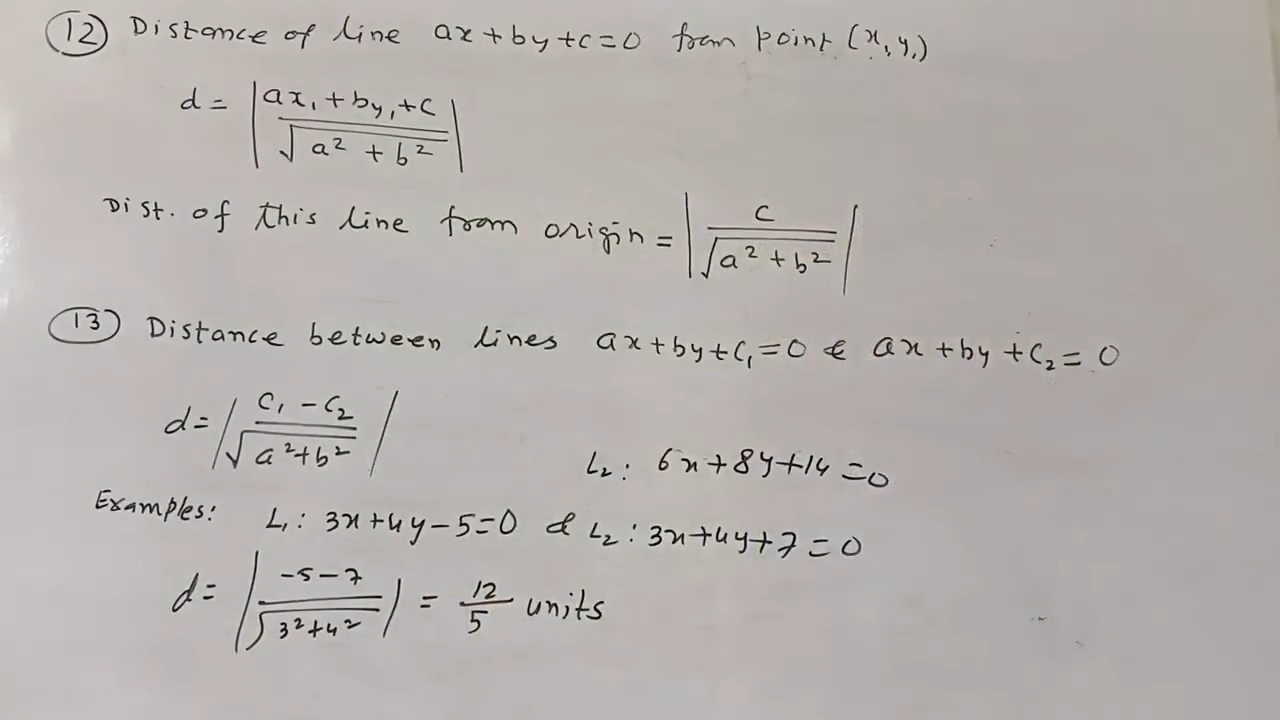 (12) Distance of line ax+by+c=0 from point (x₁ y₁)
d = |ax₁+by₁+c / √a²+b²|
Dist. of this line from origin = |c / √a²+b²|
(13) Distance between lines ax+by+c₁=0 & ax+by+c₂=0
d = |c₁-c₂ / √a²+b²|
L₂: 6x+8y+14=0
Examples: L₁: 3x+4y-5=0 & L₂: 3x+4y+7=0
d = |-5-7 / √3²+4²| = 12/5 units